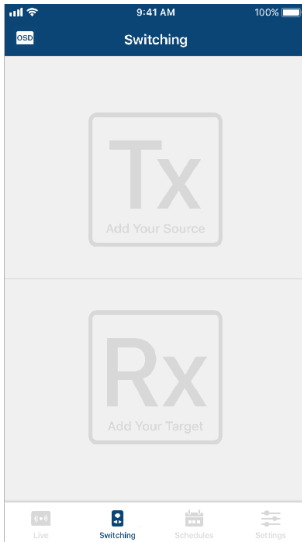 9:41 AM
100%
OSD
Switching
Tx
Add Your Source
Rx
Add Your Target
Live
Switching
Schedules
Settings